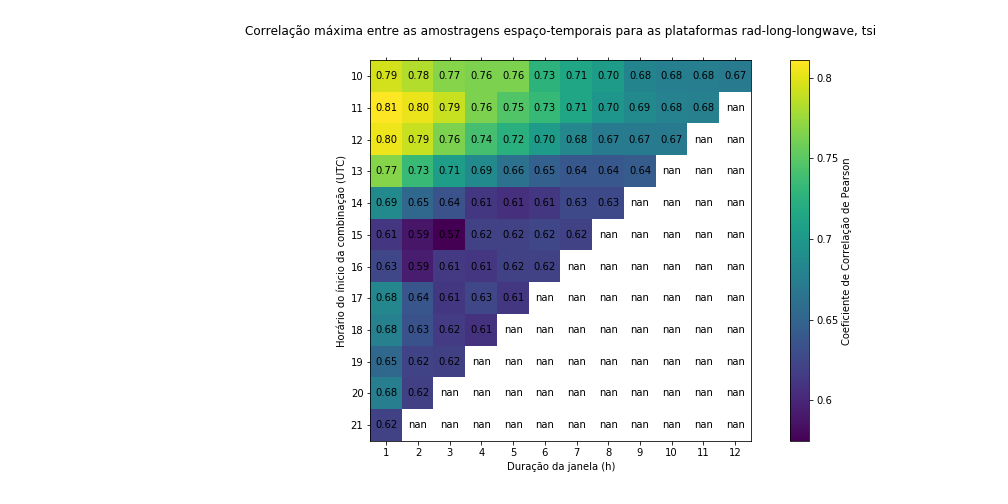 Correlação máxima entre as amostragens espaço-temporais para as plataformas rad-long-longwave, tsi
Horário do ínicio da combinação (UTC)
10 0.79 0.78 0.77 0.76 0.76 0.73 0.71 0.70 0.68 0.68 0.68 0.67
11 0.81 0.80 0.79 0.76 0.75 0.73 0.71 0.70 0.69 0.68 0.68 nan
12 0.80 0.79 0.76 0.74 0.72 0.70 0.68 0.67 0.67 0.67 nan nan
13 0.77 0.73 0.71 0.69 0.66 0.65 0.64 0.64 0.64 nan nan nan
14 0.69 0.65 0.64 0.61 0.61 0.61 0.63 0.63 nan nan nan nan
15 0.61 0.59 0.57 0.62 0.62 0.62 0.62 nan nan nan nan nan
16 0.63 0.59 0.61 0.61 0.62 0.62 nan nan nan nan nan nan
17 0.68 0.64 0.61 0.63 0.61 nan nan nan nan nan nan nan
18 0.68 0.63 0.62 0.61 nan nan nan nan nan nan nan nan
19 0.65 0.62 0.62 nan nan nan nan nan nan nan nan nan
20 0.68 0.62 nan nan nan nan nan nan nan nan nan nan
21 0.62 nan nan nan nan nan nan nan nan nan nan nan
1 2 3 4 5 6 7 8 9 10 11 12
Duração da janela (h)
0.8
0.75
0.7
0.65
0.6
Coeficiente de Correlação de Pearson